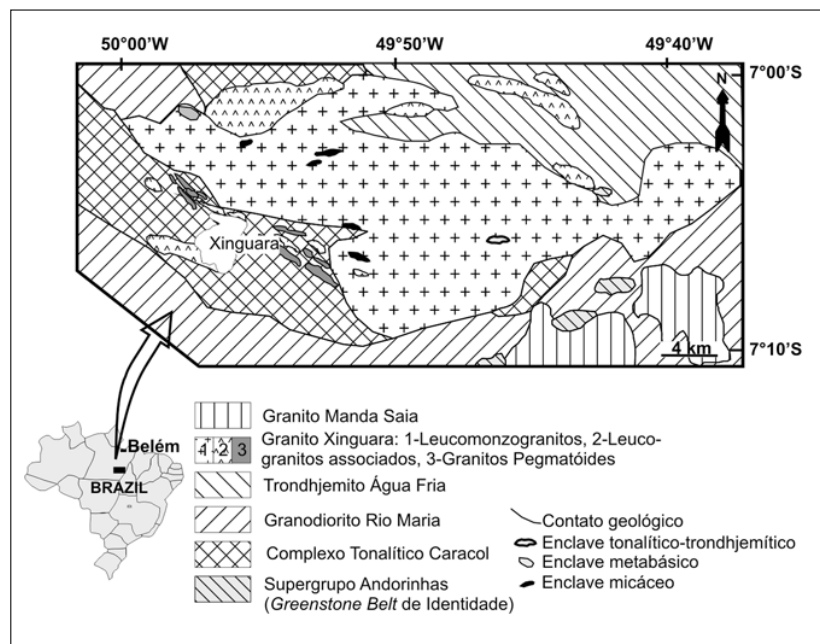 50°00'W 49°50'W 49°40'W
7°00'S
N
Xinguara
4 km
7°10'S
Belém
BRAZIL
Granito Manda Saia
1 2 3 Granito Xinguara: 1-Leucomonzogranitos, 2-Leuco-
granitos associados, 3-Granitos Pegmatóides
Trondhjemito Água Fria
Granodiorito Rio Maria
Complexo Tonalítico Caracol
Supergrupo Andorinhas
(Greenstone Belt de Identidade)
Contato geológico
Enclave tonalítico-trondhjemítico
Enclave metabásico
Enclave micáceo